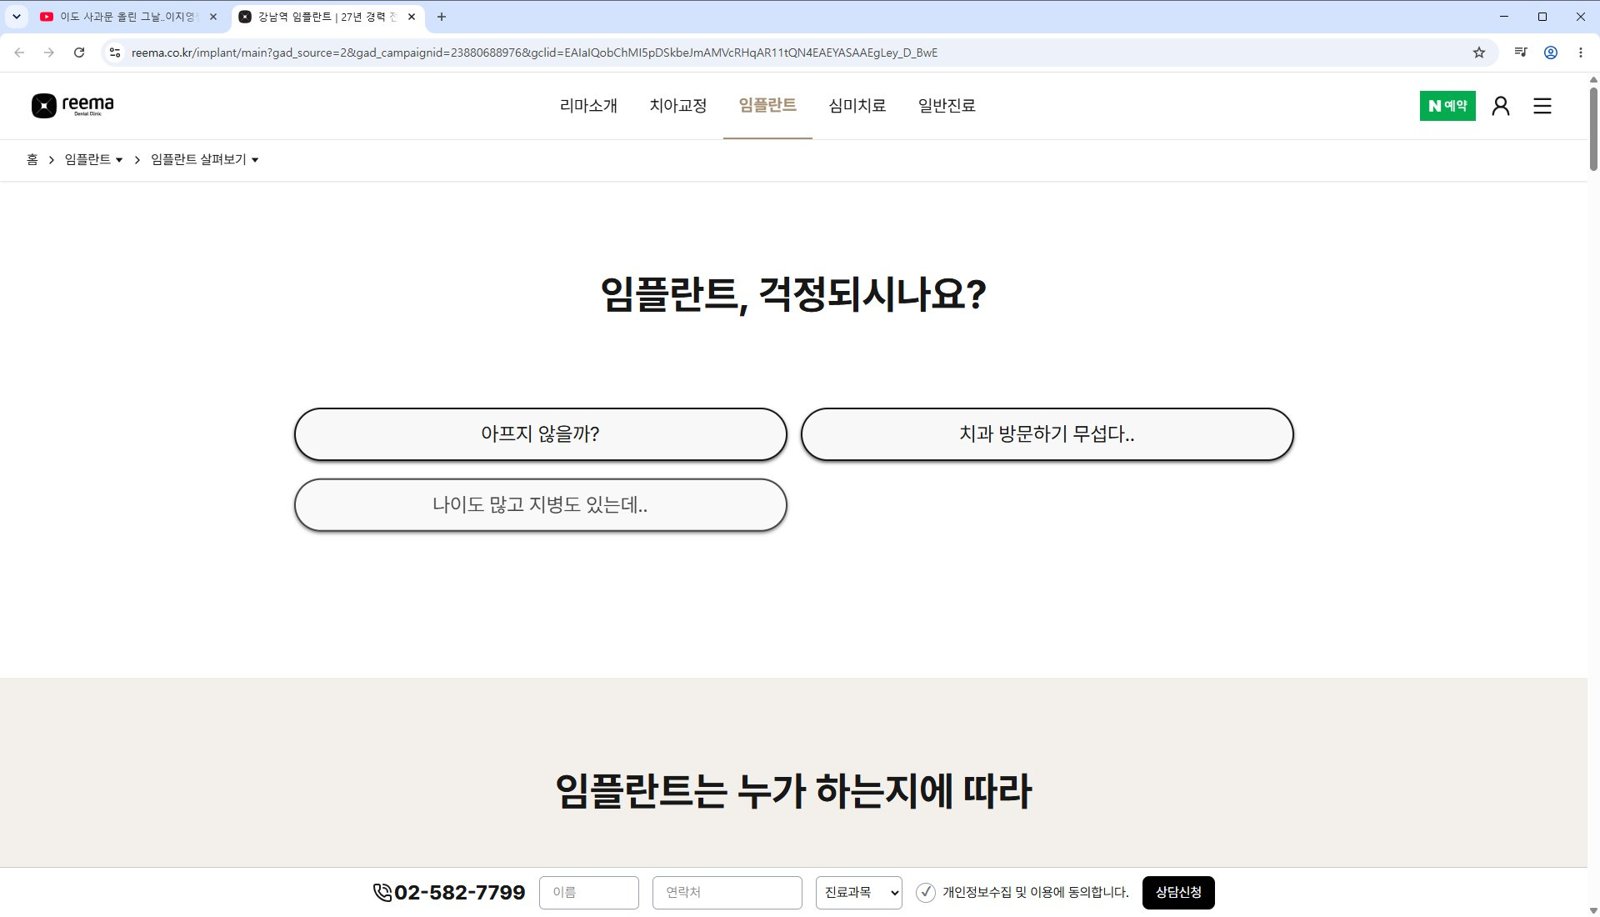 이도 사과문 올린 그날..이지영
강남역 임플란트 | 27년 경력 전
reema.co.kr/implant/main?gad_source=2&gad_campaignid=23880688976&gclid=EAIaIQobChMI5pDSkbeJmAMVcRHqAR11tQN4EAEYASAAEgLey_D_BwE
reema
Dental Clinic
리마소개
치아교정
임플란트
심미치료
일반진료
N 예약
홈 > 임플란트 ▾ > 임플란트 살펴보기 ▾
임플란트, 걱정되시나요?
아프지 않을까?
치과 방문하기 무섭다..
나이도 많고 지병도 있는데..
임플란트는 누가 하는지에 따라
02-582-7799
이름
연락처
진료과목
개인정보수집 및 이용에 동의합니다.
상담신청